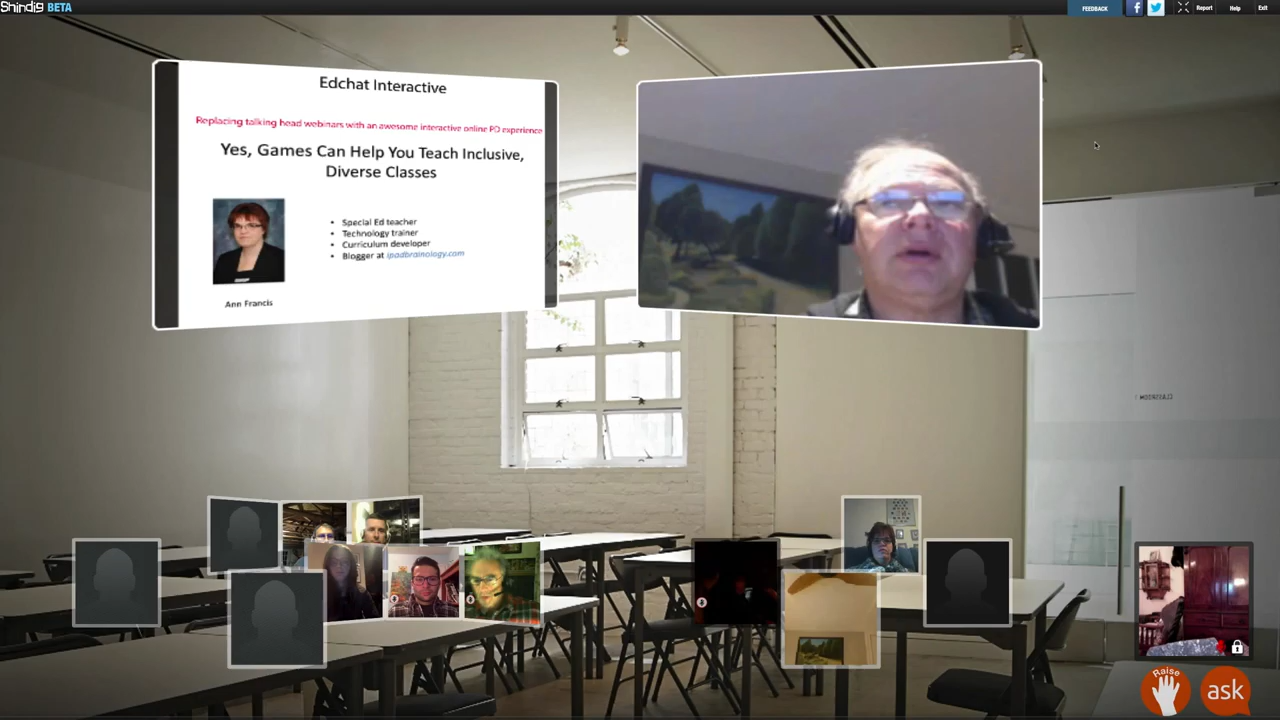 Shindig BETA
FEEDBACK
Report
Help
Exit
Edchat Interactive
Replacing talking head webinars with an awesome interactive online PD experience
Yes, Games Can Help You Teach Inclusive,
Diverse Classes
• Special Ed teacher
• Technology trainer
• Curriculum developer
• Blogger at ipadbrainology.com
Ann Francis
Raise
ask